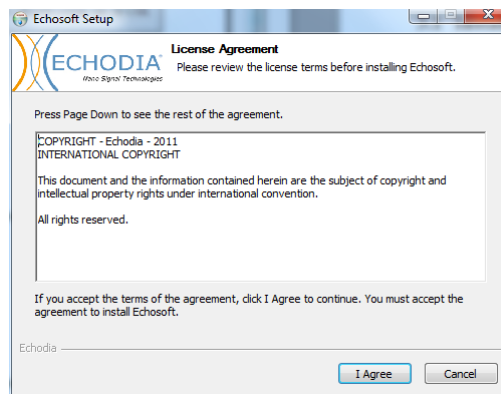 Echosoft Setup
ECHODIA
Wave Signal Technologies
License Agreement
Please review the license terms before installing Echosoft.
Press Page Down to see the rest of the agreement.
COPYRIGHT - Echodia - 2011
INTERNATIONAL COPYRIGHT
This document and the information contained herein are the subject of copyright and
intellectual property rights under international convention.
All rights reserved.
If you accept the terms of the agreement, click I Agree to continue. You must accept the
agreement to install Echosoft.
Echodia
I Agree
Cancel